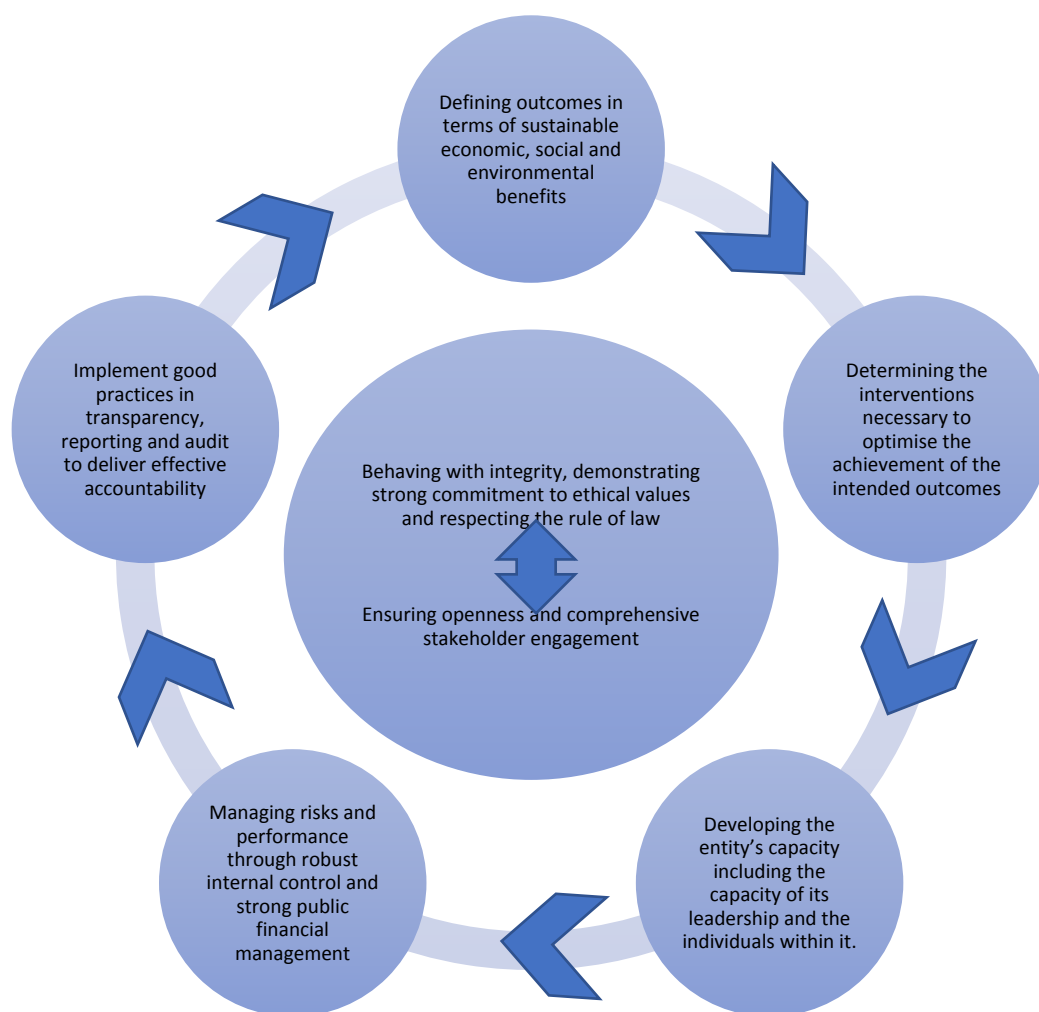 Defining outcomes in
terms of sustainable
economic, social and
environmental
benefits
Implement good
practices in
transparency,
reporting and audit
to deliver effective
accountability
Determining the
interventions
necessary to
optimise the
achievement of the
intended outcomes
Behaving with integrity, demonstrating
strong commitment to ethical values
and respecting the rule of law
Ensuring openness and comprehensive
stakeholder engagement
Managing risks and
performance
through robust
internal control and
strong public
financial
management
Developing the
entity’s capacity
including the
capacity of its
leadership and the
individuals within it.